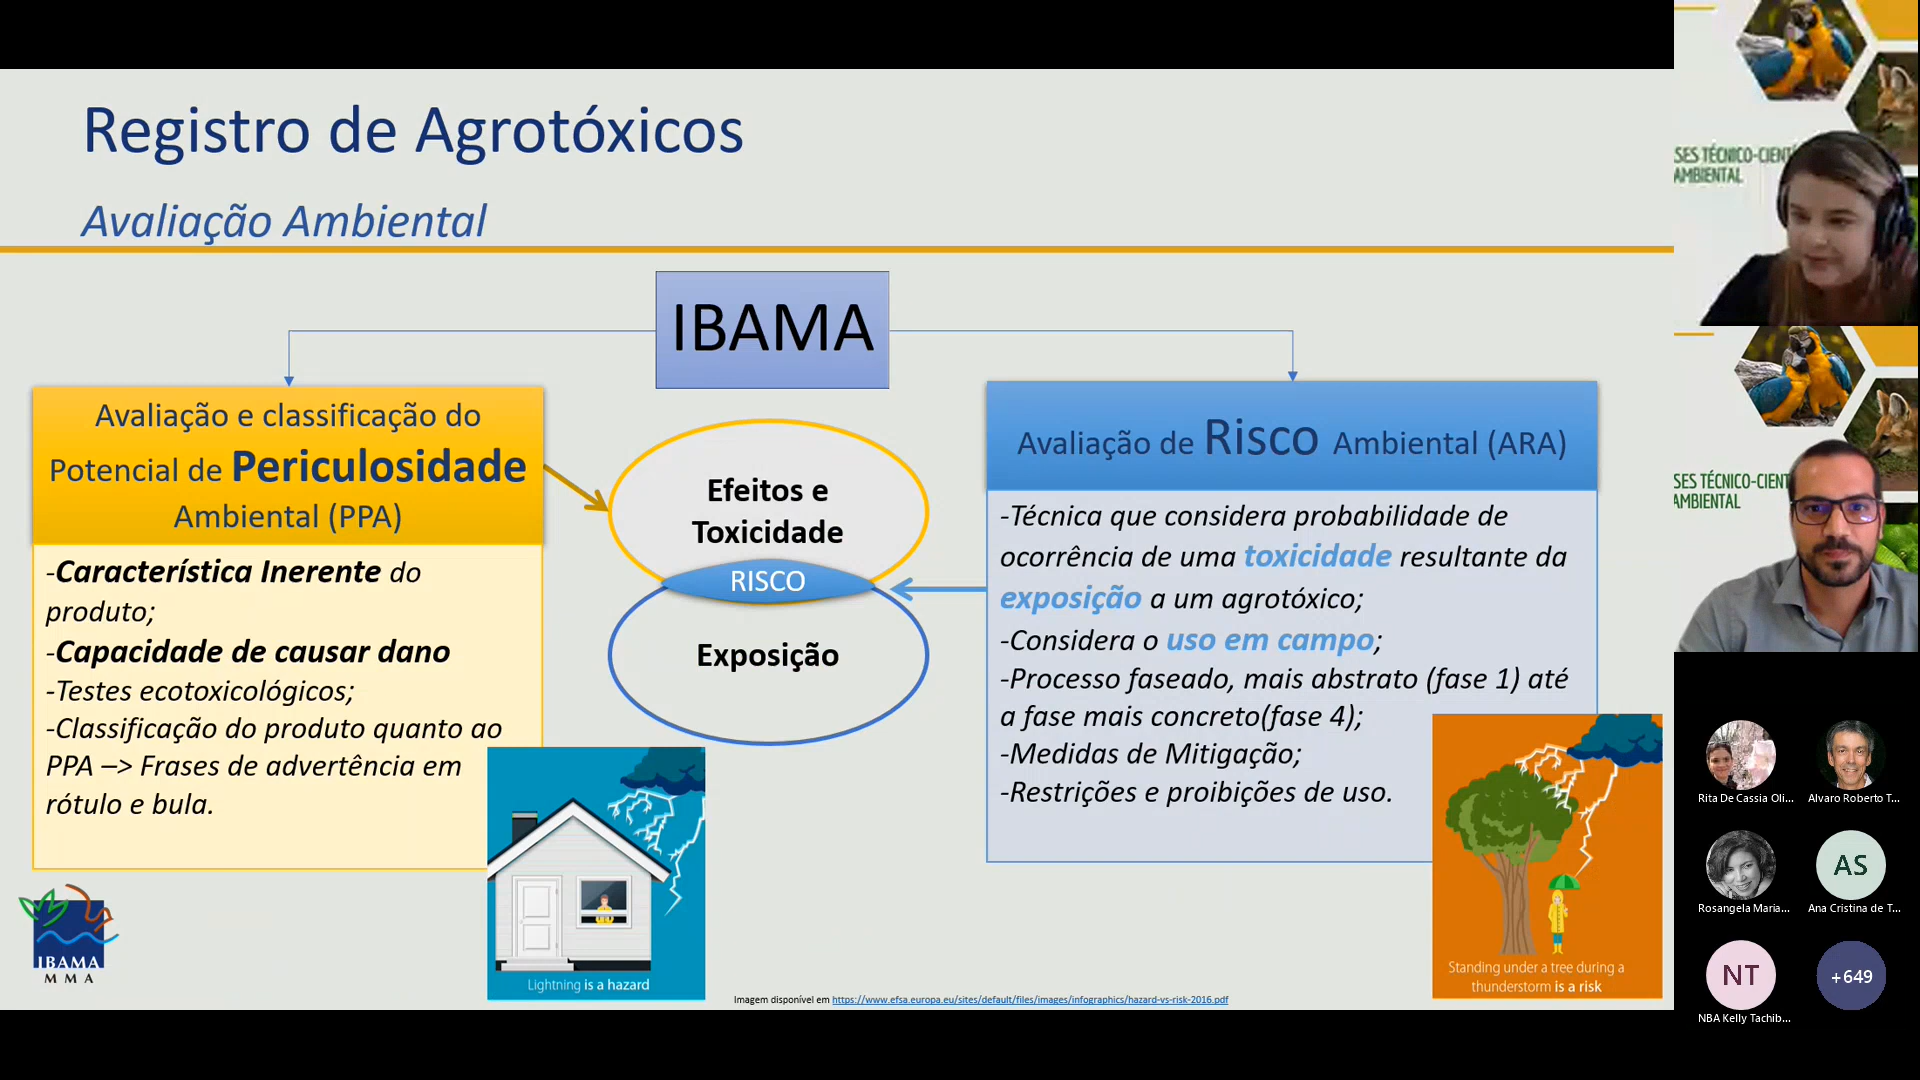 Registro de Agrotóxicos
Avaliação Ambiental
IBAMA
Avaliação e classificação do
Potencial de Periculosidade
Ambiental (PPA)
-Característica Inerente do
produto;
-Capacidade de causar dano
-Testes ecotoxicológicos;
-Classificação do produto quanto ao
PPA –> Frases de advertência em
rótulo e bula.
Efeitos e
Toxicidade
RISCO
Exposição
Avaliação de Risco Ambiental (ARA)
-Técnica que considera probabilidade de
ocorrência de uma toxicidade resultante da
exposição a um agrotóxico;
-Considera o uso em campo;
-Processo faseado, mais abstrato (fase 1) até
a fase mais concreto(fase 4);
-Medidas de Mitigação;
-Restrições e proibições de uso.
Lightning is a hazard
Standing under a tree during a
thunderstorm is a risk
IBAMA
M M A
Imagem disponível em https://www.efsa.europa.eu/sites/default/files/images/infographics/hazard-vs-risk-2016.pdf
SES TÉCNICO-CIENT
AMBIENTAL
SES TÉCNICO-CIENT
AMBIENTAL
Rita De Cassia Oli...
Alvaro Roberto T...
Rosangela Maria...
AS
Ana Cristina de T...
NT
NBA Kelly Tachib...
+649